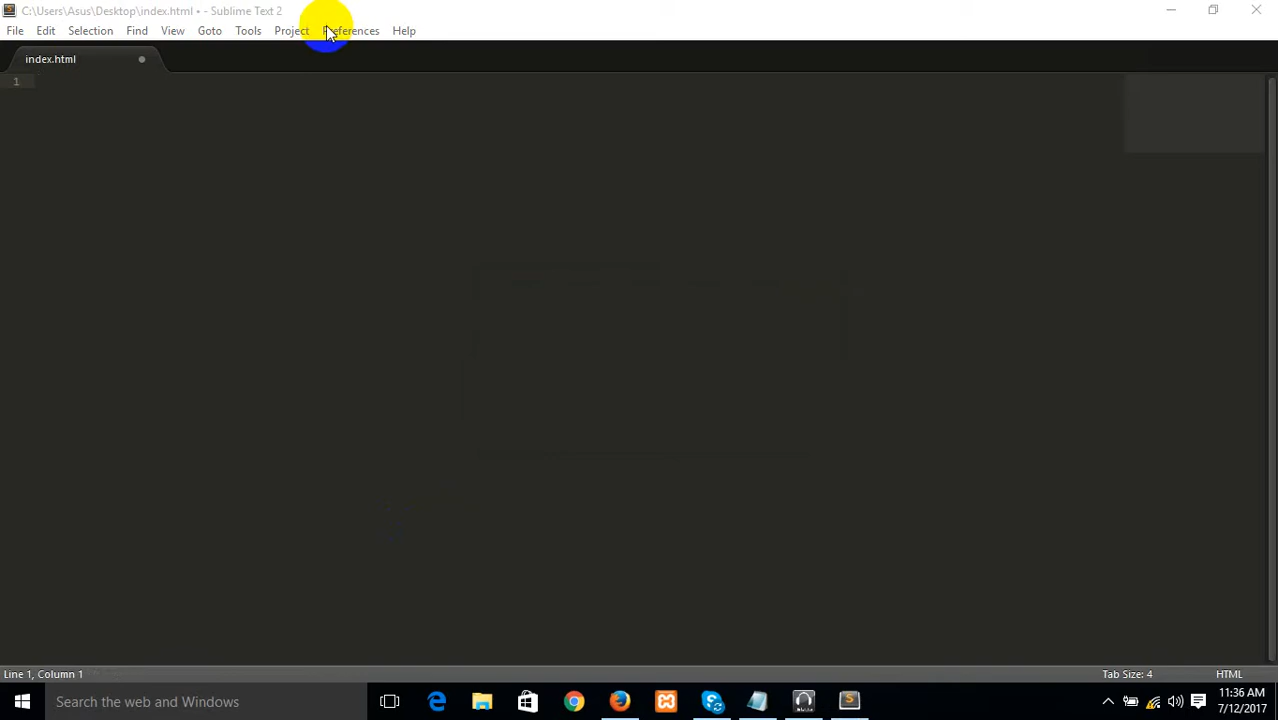 C:\Users\Asus\Desktop\index.html • - Sublime Text 2
File Edit Selection Find View Goto Tools Project Preferences Help
index.html
1
Line 1, Column 1
Tab Size: 4
HTML
Search the web and Windows
11:36 AM
7/12/2017